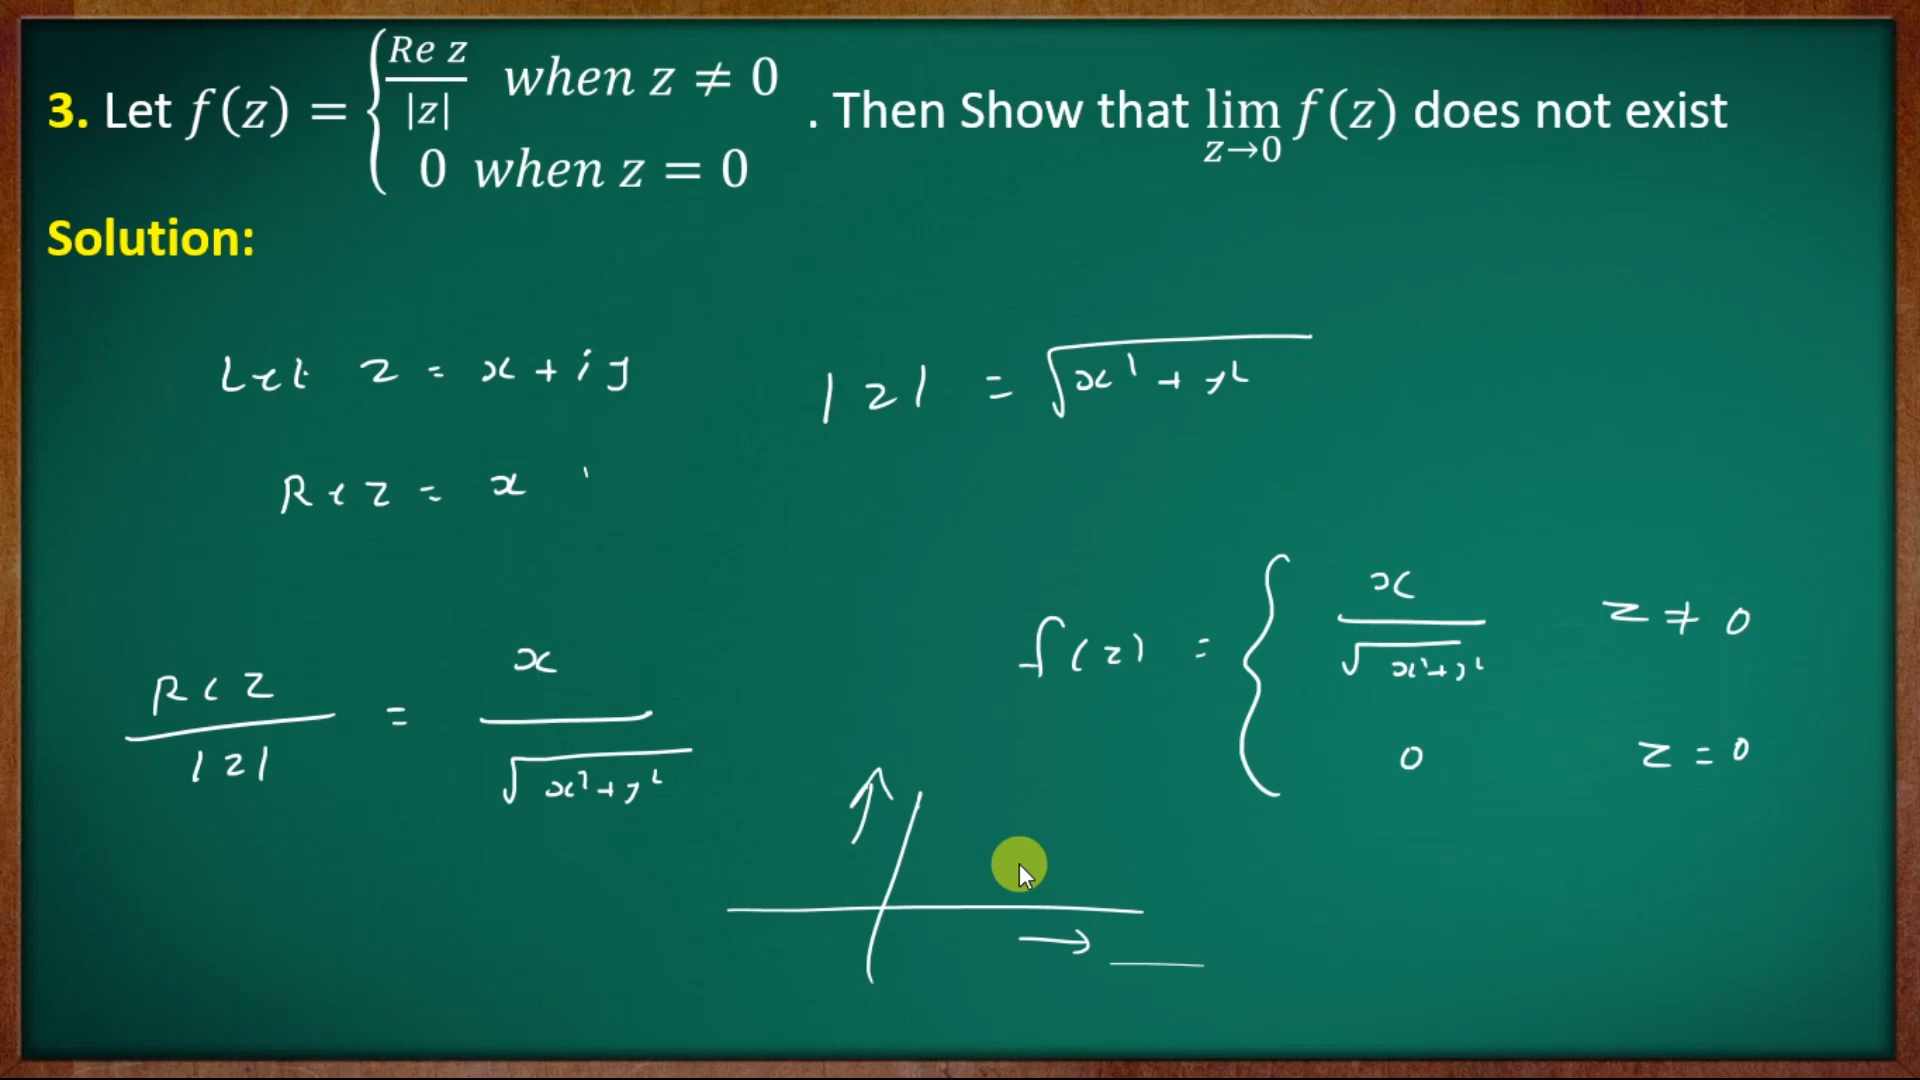 3. Let f(z) = { Re z / |z| when z ≠ 0
0 when z = 0 . Then Show that lim z→0 f(z) does not exist
Solution:
Let z = x + iy
|z| = √(x² + y²)
Re z = x
f(z) = { x / √(x² + y²) z ≠ 0
0 z = 0
Re z / |z| = x / √(x² + y²)